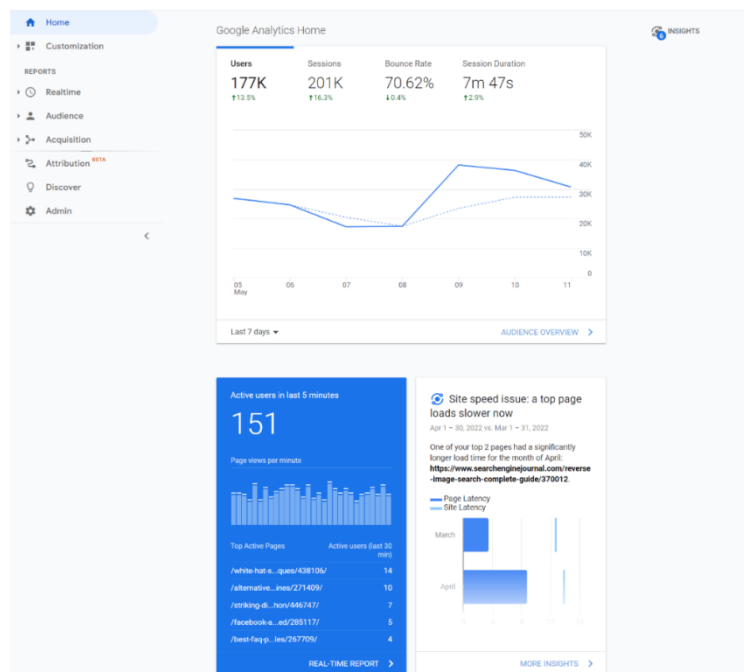 Home
Customization
REPORTS
Realtime
Audience
Acquisition
Attribution BETA
Discover
Admin
Google Analytics Home
INSIGHTS
6
Users
177K
↑13.5%
Sessions
201K
↑16.3%
Bounce Rate
70.62%
↓0.4%
Session Duration
7m 47s
↑2.9%
50K
40K
30K
20K
10K
0
05 06 07 08 09 10 11
May
Last 7 days
AUDIENCE OVERVIEW
Active users in last 5 minutes
151
Page views per minute
Top Active Pages
Active users (last 30
min)
/white-hat-s...ques/438106/ 14
/alternative...ines/271409/ 10
/striking-di...hon/446747/ 7
/facebook-a...ed/285117/ 5
/best-faq-p...les/267709/ 4
REAL-TIME REPORT
Site speed issue: a top page
loads slower now
Apr 1 – 30, 2022 vs. Mar 1 – 31, 2022
One of your top 2 pages had a significantly
longer load time for the month of April:
https://www.searchenginejournal.com/reverse
-image-search-complete-guide/370012.
Page Latency
Site Latency
March
April
MORE INSIGHTS